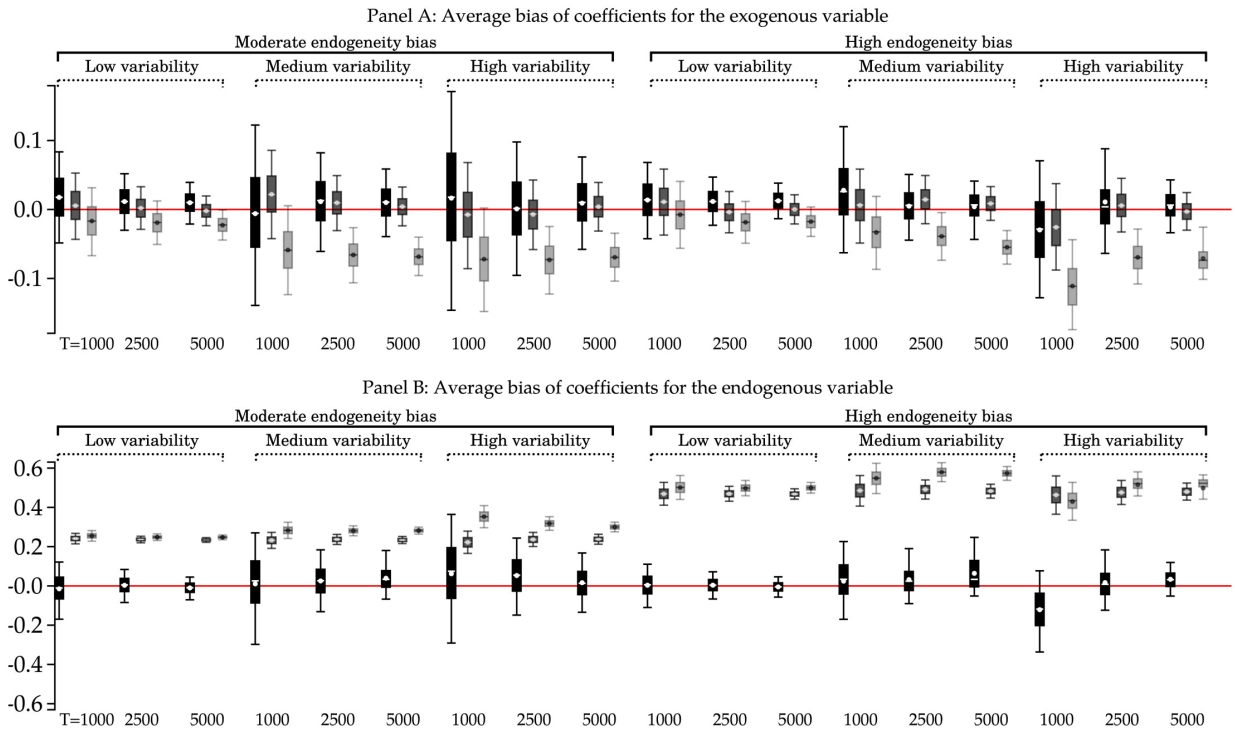 Panel A: Average bias of coefficients for the exogenous variable
Moderate endogeneity bias High endogeneity bias
Low variability Medium variability High variability Low variability Medium variability High variability
0.1
0.0
-0.1
T=1000 2500 5000 1000 2500 5000 1000 2500 5000 1000 2500 5000 1000 2500 5000 1000 2500 5000
Panel B: Average bias of coefficients for the endogenous variable
Moderate endogeneity bias High endogeneity bias
Low variability Medium variability High variability Low variability Medium variability High variability
0.6
0.4
0.2
-0.0
-0.2
-0.4
-0.6
T=1000 2500 5000 1000 2500 5000 1000 2500 5000 1000 2500 5000 1000 2500 5000 1000 2500 5000